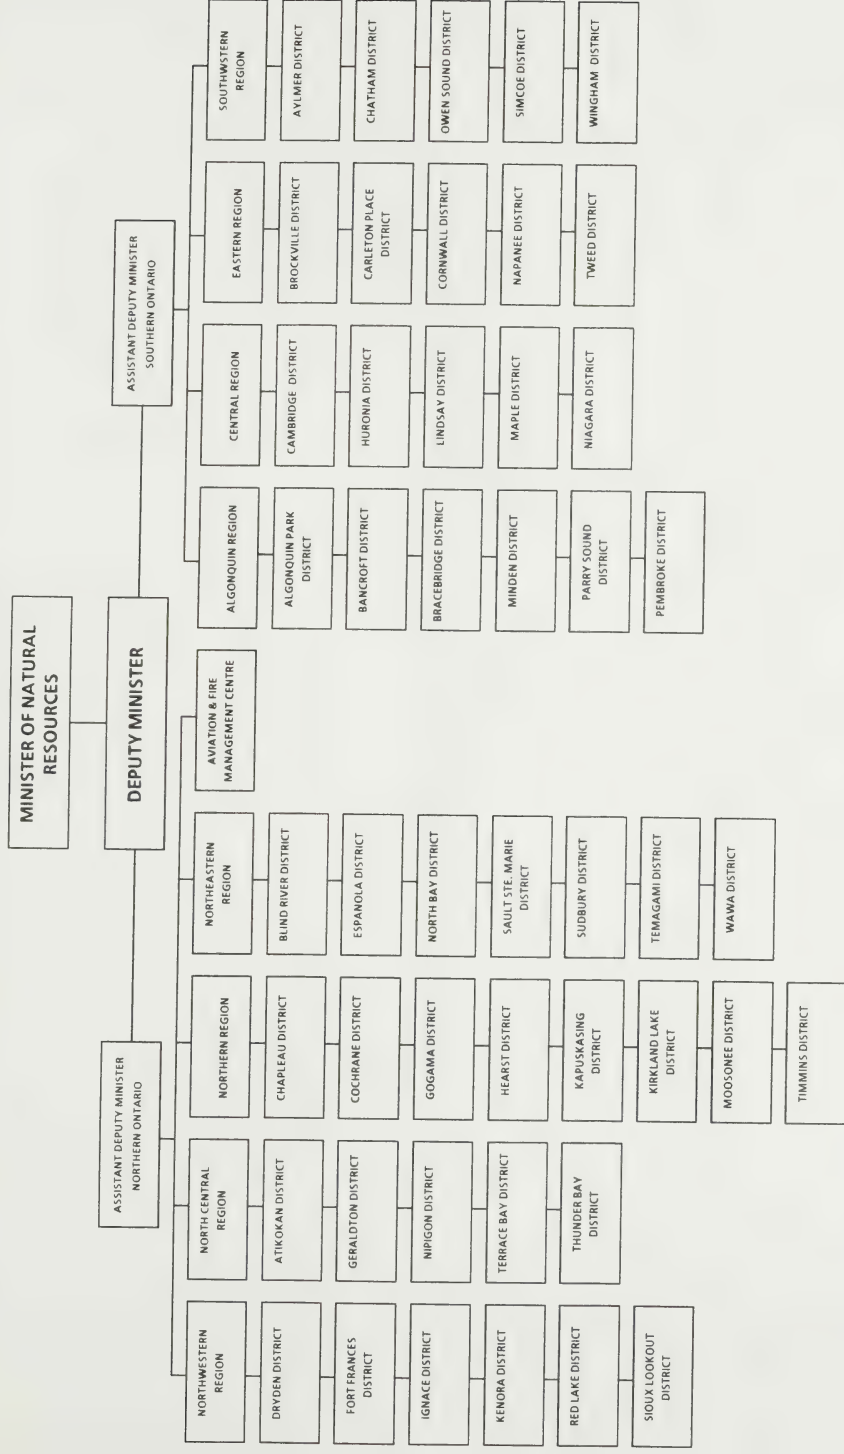 MINISTER OF NATURAL
RESOURCES
DEPUTY MINISTER
ASSISTANT DEPUTY MINISTER
NORTHERN ONTARIO
ASSISTANT DEPUTY MINISTER
SOUTHERN ONTARIO
NORTHWESTERN
REGION
DRYDEN DISTRICT
FORT FRANCES
DISTRICT
IGNACE DISTRICT
KENORA DISTRICT
RED LAKE DISTRICT
SIOUX LOOKOUT
DISTRICT
NORTH CENTRAL
REGION
ATIKOKAN DISTRICT
GERALDTON DISTRICT
NIPIGON DISTRICT
TERRACE BAY DISTRICT
THUNDER BAY
DISTRICT
NORTHERN REGION
CHAPLEAU DISTRICT
COCHRANE DISTRICT
GOGAMA DISTRICT
HEARST DISTRICT
KAPUSKASING
DISTRICT
KIRKLAND LAKE
DISTRICT
MOOSONEE DISTRICT
TIMMINS DISTRICT
NORTHEASTERN
REGION
BLIND RIVER DISTRICT
ESPANOLA DISTRICT
NORTH BAY DISTRICT
SAULT STE. MARIE
DISTRICT
SUDBURY DISTRICT
TEMAGAMI DISTRICT
WAWA DISTRICT
AVIATION & FIRE
MANAGEMENT CENTRE
ALGONQUIN REGION
ALGONQUIN PARK
DISTRICT
BANCROFT DISTRICT
BRACEBRIDGE DISTRICT
MINDEN DISTRICT
PARRY SOUND
DISTRICT
PEMBROKE DISTRICT
CENTRAL REGION
CAMBRIDGE DISTRICT
HURONIA DISTRICT
LINDSAY DISTRICT
MAPLE DISTRICT
NIAGARA DISTRICT
EASTERN REGION
BROCKVILLE DISTRICT
CARLETON PLACE
DISTRICT
CORNWALL DISTRICT
NAPANEE DISTRICT
TWEED DISTRICT
SOUTHWSTERN
REGION
AYLMER DISTRICT
CHATHAM DISTRICT
OWEN SOUND DISTRICT
SIMCOE DISTRICT
WINGHAM DISTRICT